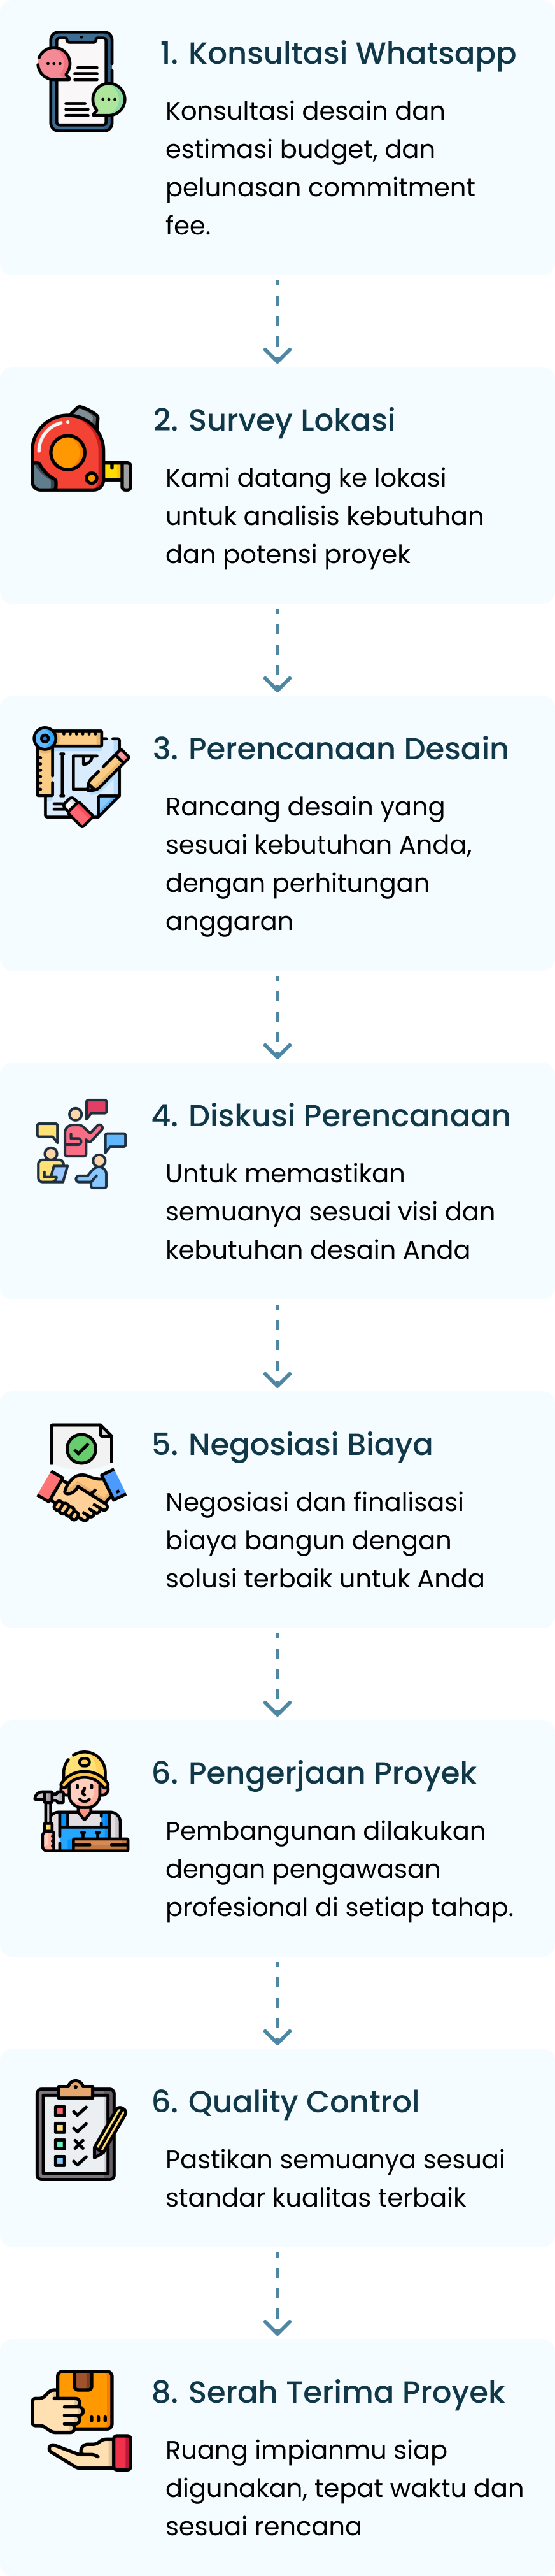 1. Konsultasi Whatsapp
Konsultasi desain dan
estimasi budget, dan
pelunasan commitment
fee.
2. Survey Lokasi
Kami datang ke lokasi
untuk analisis kebutuhan
dan potensi proyek
3. Perencanaan Desain
Rancang desain yang
sesuai kebutuhan Anda,
dengan perhitungan
anggaran
4. Diskusi Perencanaan
Untuk memastikan
semuanya sesuai visi dan
kebutuhan desain Anda
5. Negosiasi Biaya
Negosiasi dan finalisasi
biaya bangun dengan
solusi terbaik untuk Anda
6. Pengerjaan Proyek
Pembangunan dilakukan
dengan pengawasan
profesional di setiap tahap.
6. Quality Control
Pastikan semuanya sesuai
standar kualitas terbaik
8. Serah Terima Proyek
Ruang impianmu siap
digunakan, tepat waktu dan
sesuai rencana